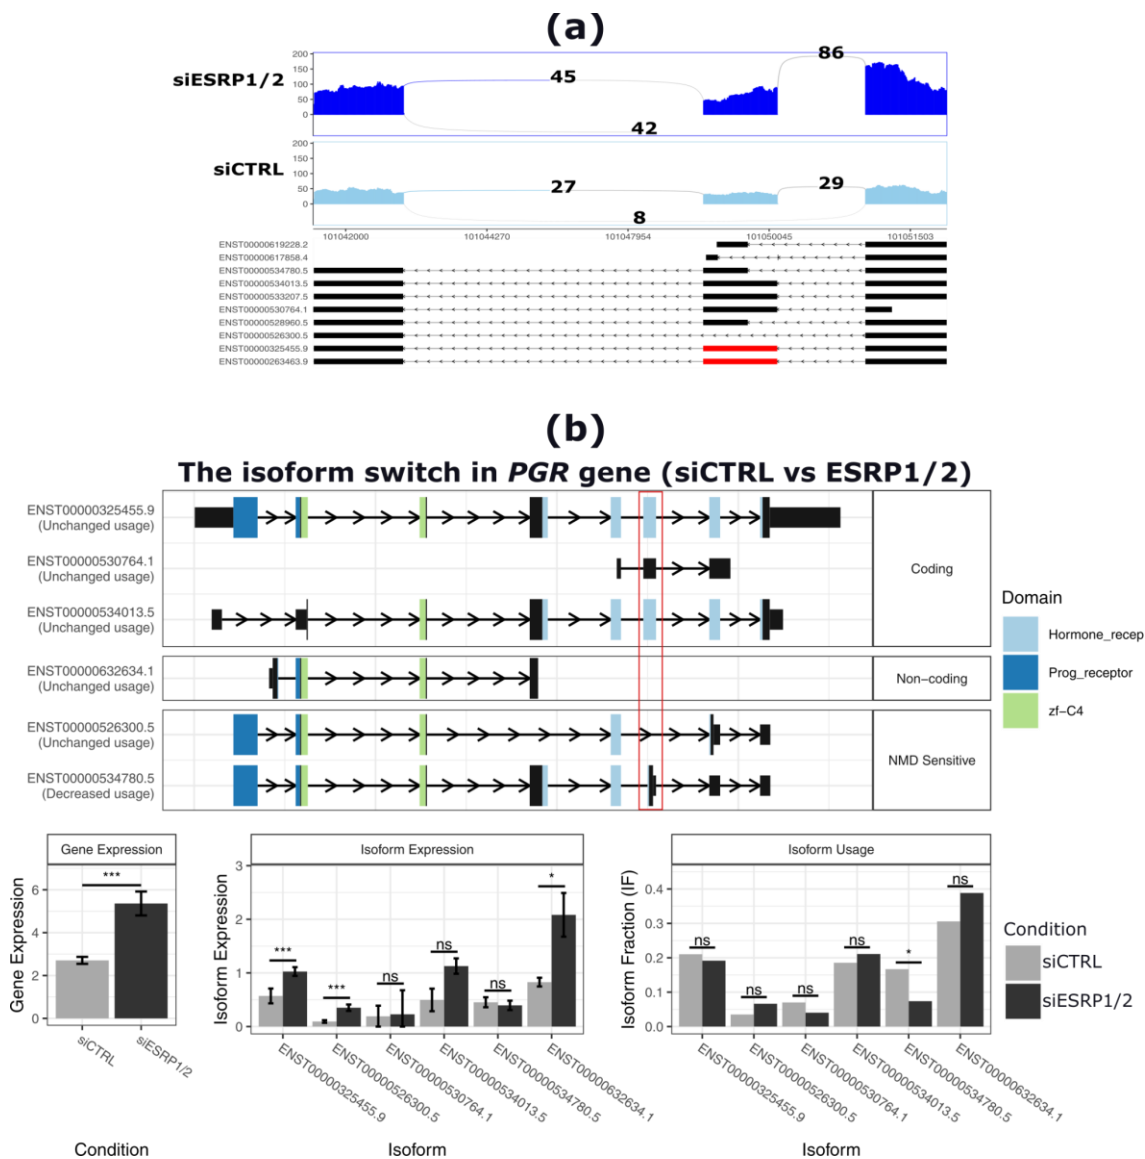 (a)
siESRP1/2
200
150
100
50
0
45
42
86
siCTRL
200
150
100
50
0
27
8
29
101042000 101044270 101047954 101050045 101051503
ENST00000619228.2
ENST00000617858.4
ENST00000534780.5
ENST00000534013.5
ENST00000533207.5
ENST00000530764.1
ENST00000528960.5
ENST00000526300.5
ENST00000325455.9
ENST00000263463.9
(b)
The isoform switch in PGR gene (siCTRL vs ESRP1/2)
ENST00000325455.9
(Unchanged usage)
ENST00000530764.1
(Unchanged usage)
ENST00000534013.5
(Unchanged usage)
Coding
ENST00000632634.1
(Unchanged usage)
Non-coding
ENST00000526300.5
(Unchanged usage)
ENST00000534780.5
(Decreased usage)
NMD Sensitive
Domain
Hormone_recep
Prog_receptor
zf-C4
Gene Expression
Gene Expression
6
4
2
0
***
siCTRL
siESRP1/2
Condition
Isoform Expression
Isoform Expression
3
2
1
0
***
***
ns
ns
ns
*
ENST00000325455.9
ENST00000526300.5
ENST00000530764.1
ENST00000534013.5
ENST00000534780.5
ENST00000632634.1
Isoform
Isoform Usage
Isoform Fraction (IF)
0.4
0.3
0.2
0.1
0.0
ns
ns
ns
ns
*
ns
ENST00000325455.9
ENST00000526300.5
ENST00000530764.1
ENST00000534013.5
ENST00000534780.5
ENST00000632634.1
Isoform
Condition
siCTRL
siESRP1/2